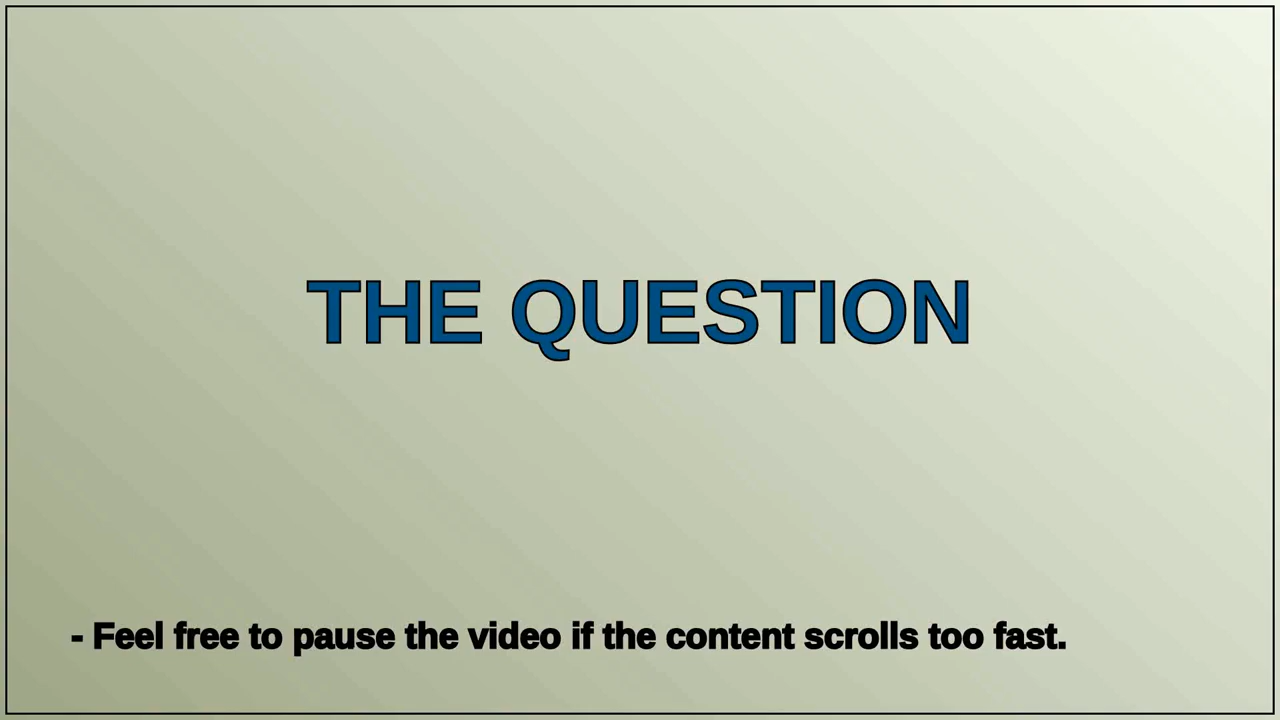 THE QUESTION
- Feel free to pause the video if the content scrolls too fast.